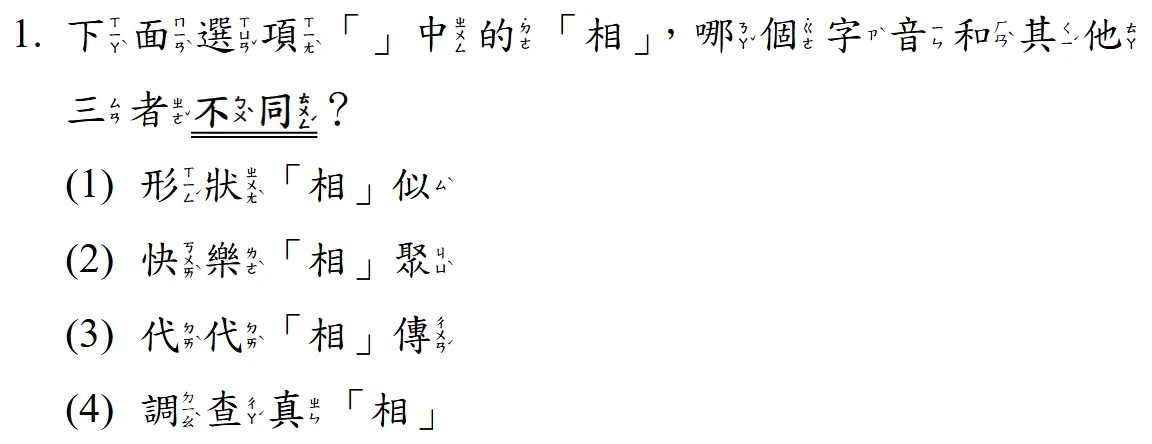 1. 下面選項「」中的「相」，哪個字音和其他
三者不同？
(1) 形狀「相」似
(2) 快樂「相」聚
(3) 代代「相」傳
(4) 調查真「相」